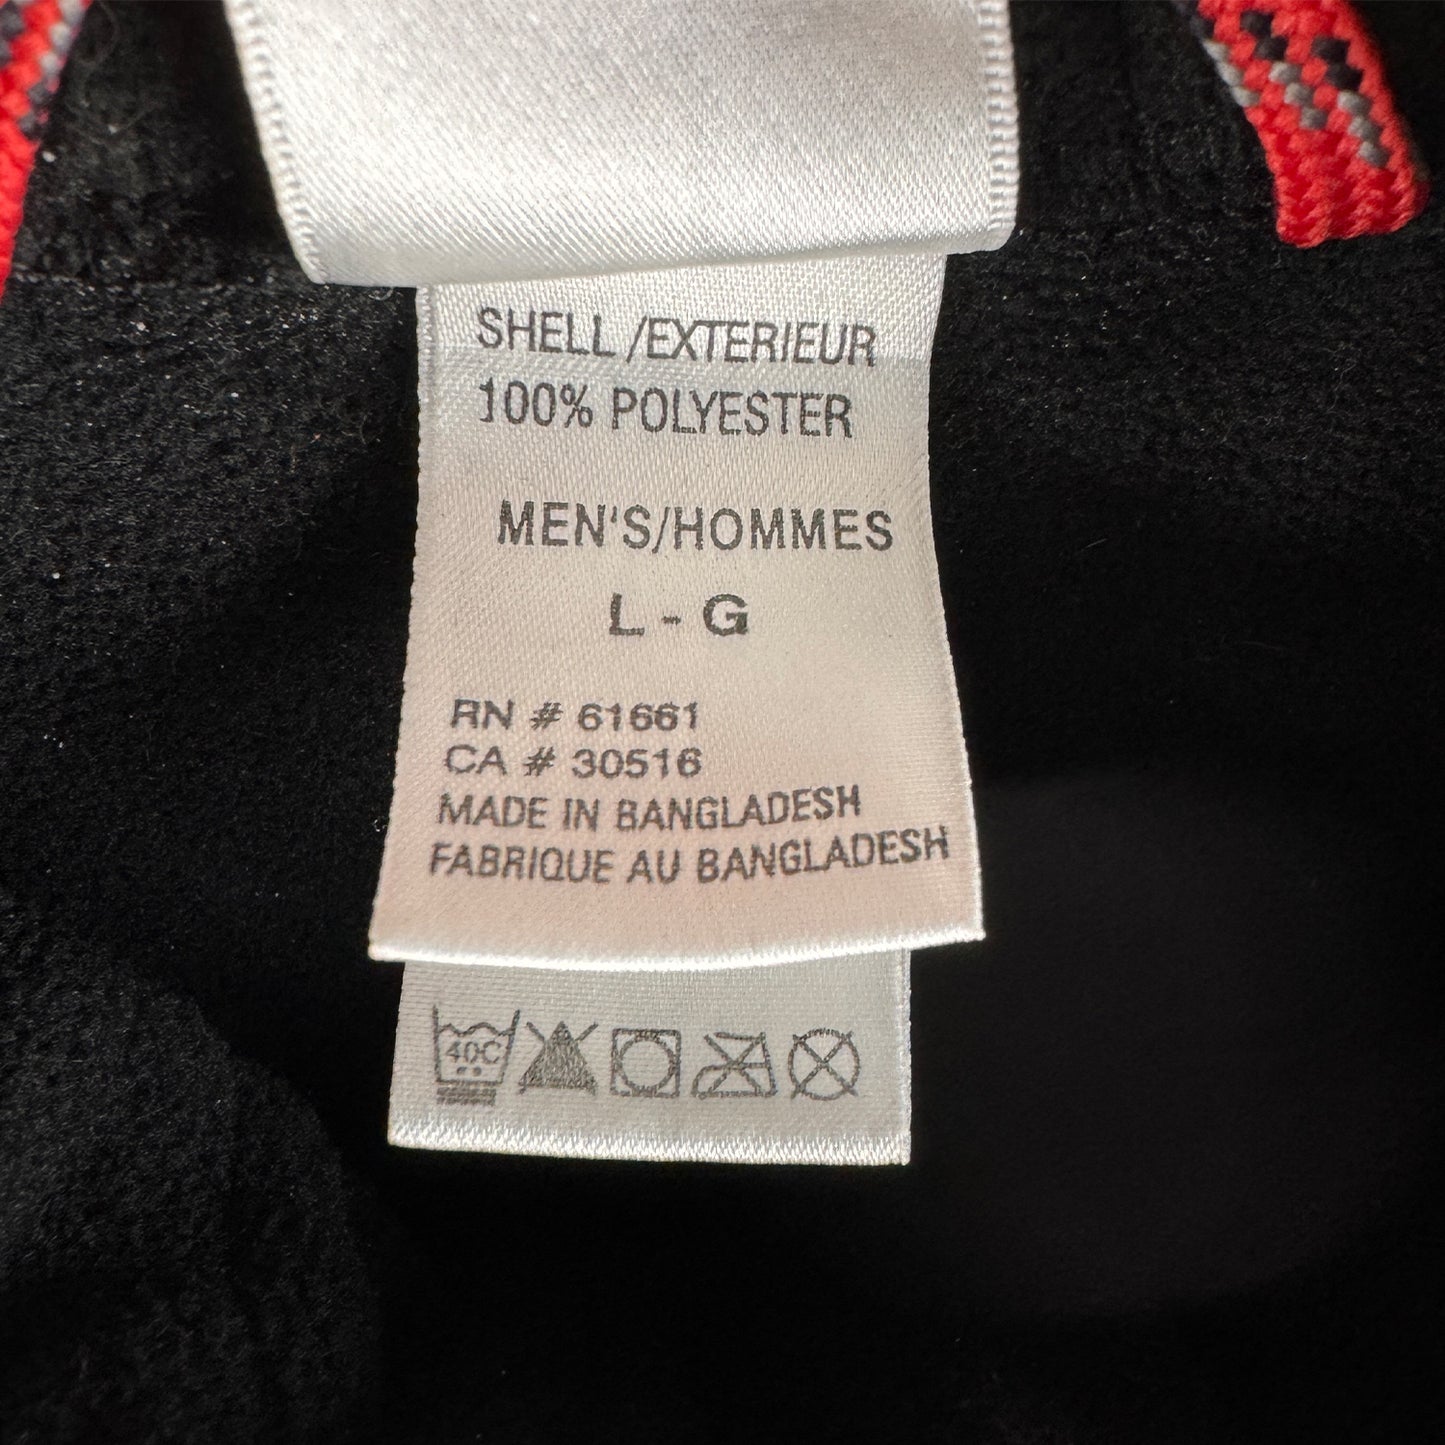 SHELL /EXTERIEUR
100% POLYESTER
MEN'S/HOMMES
L - G
RN # 61661
CA # 30516
MADE IN BANGLADESH
FABRIQUE AU BANGLADESH
40C